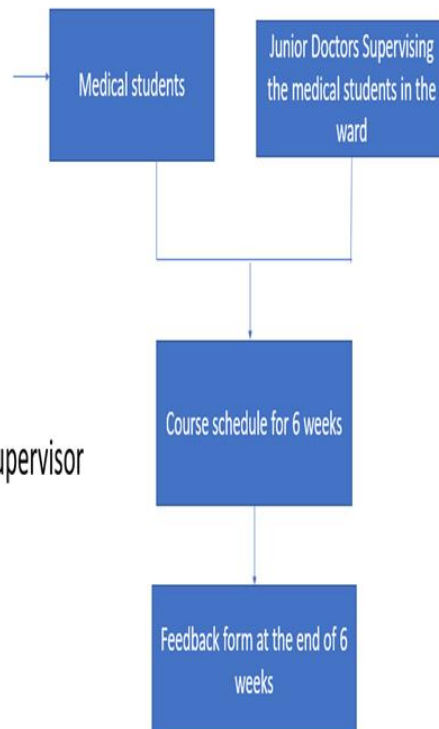 Medical students
Junior Doctors Supervising
the medical students in the
ward
Course schedule for 6 weeks
upervisor
Feedback form at the end of 6
weeks